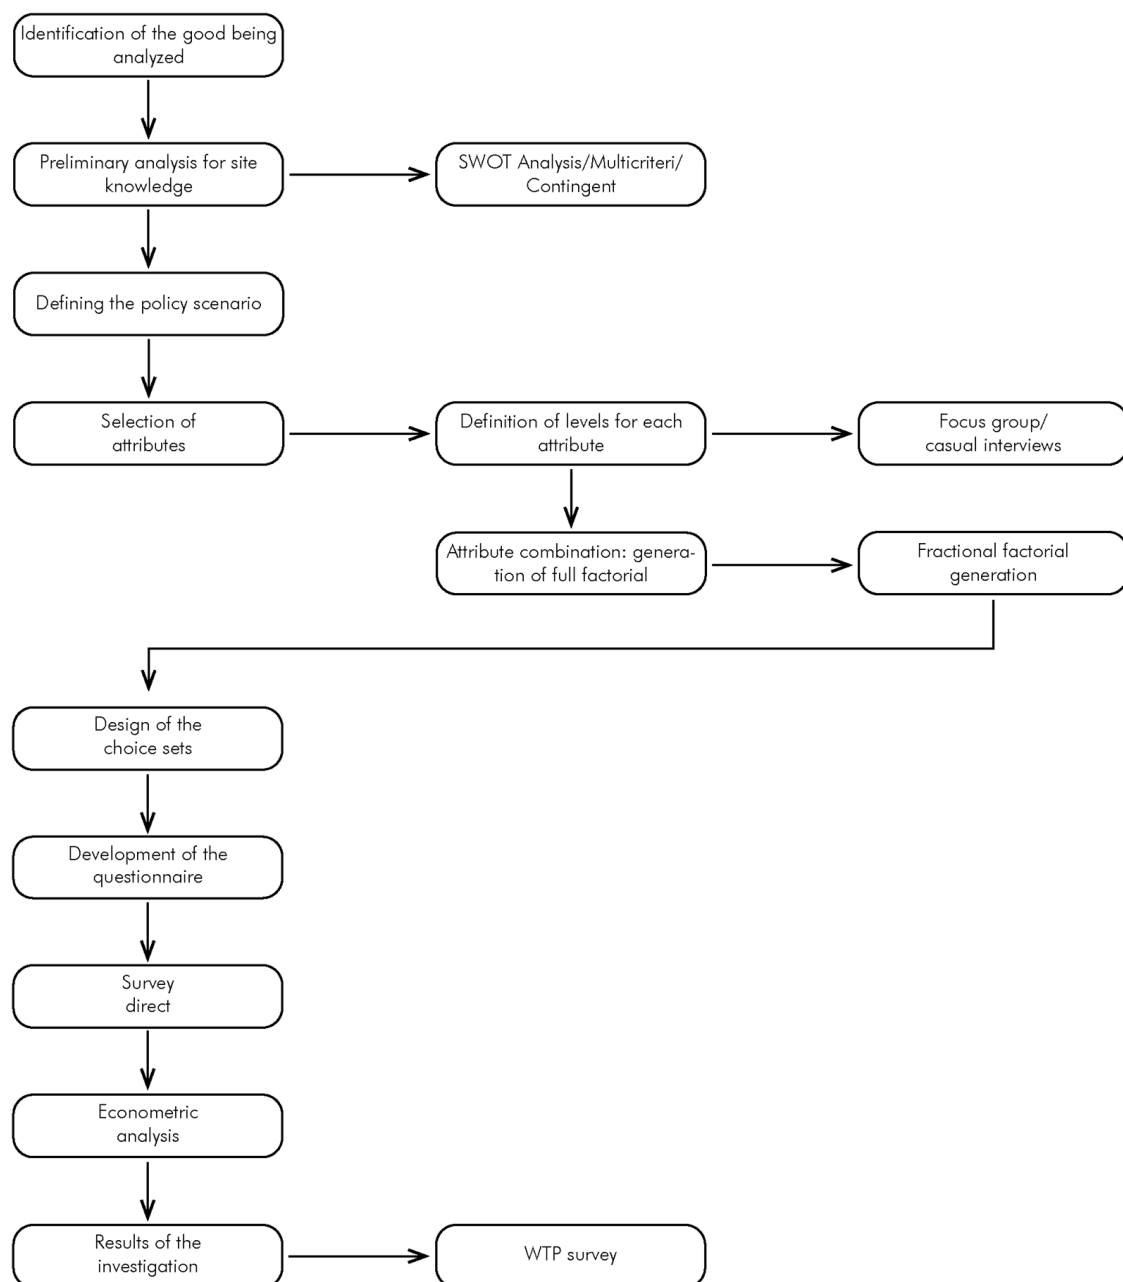 Identification of the good being
analyzed
Preliminary analysis for site
knowledge
SWOT Analysis/Multicriteri/
Contingent
Defining the policy scenario
Selection of
attributes
Definition of levels for each
attribute
Focus group/
casual interviews
Attribute combination: genera-
tion of full factorial
Fractional factorial
generation
Design of the
choice sets
Development of the
questionnaire
Survey
direct
Econometric
analysis
Results of the
investigation
WTP survey